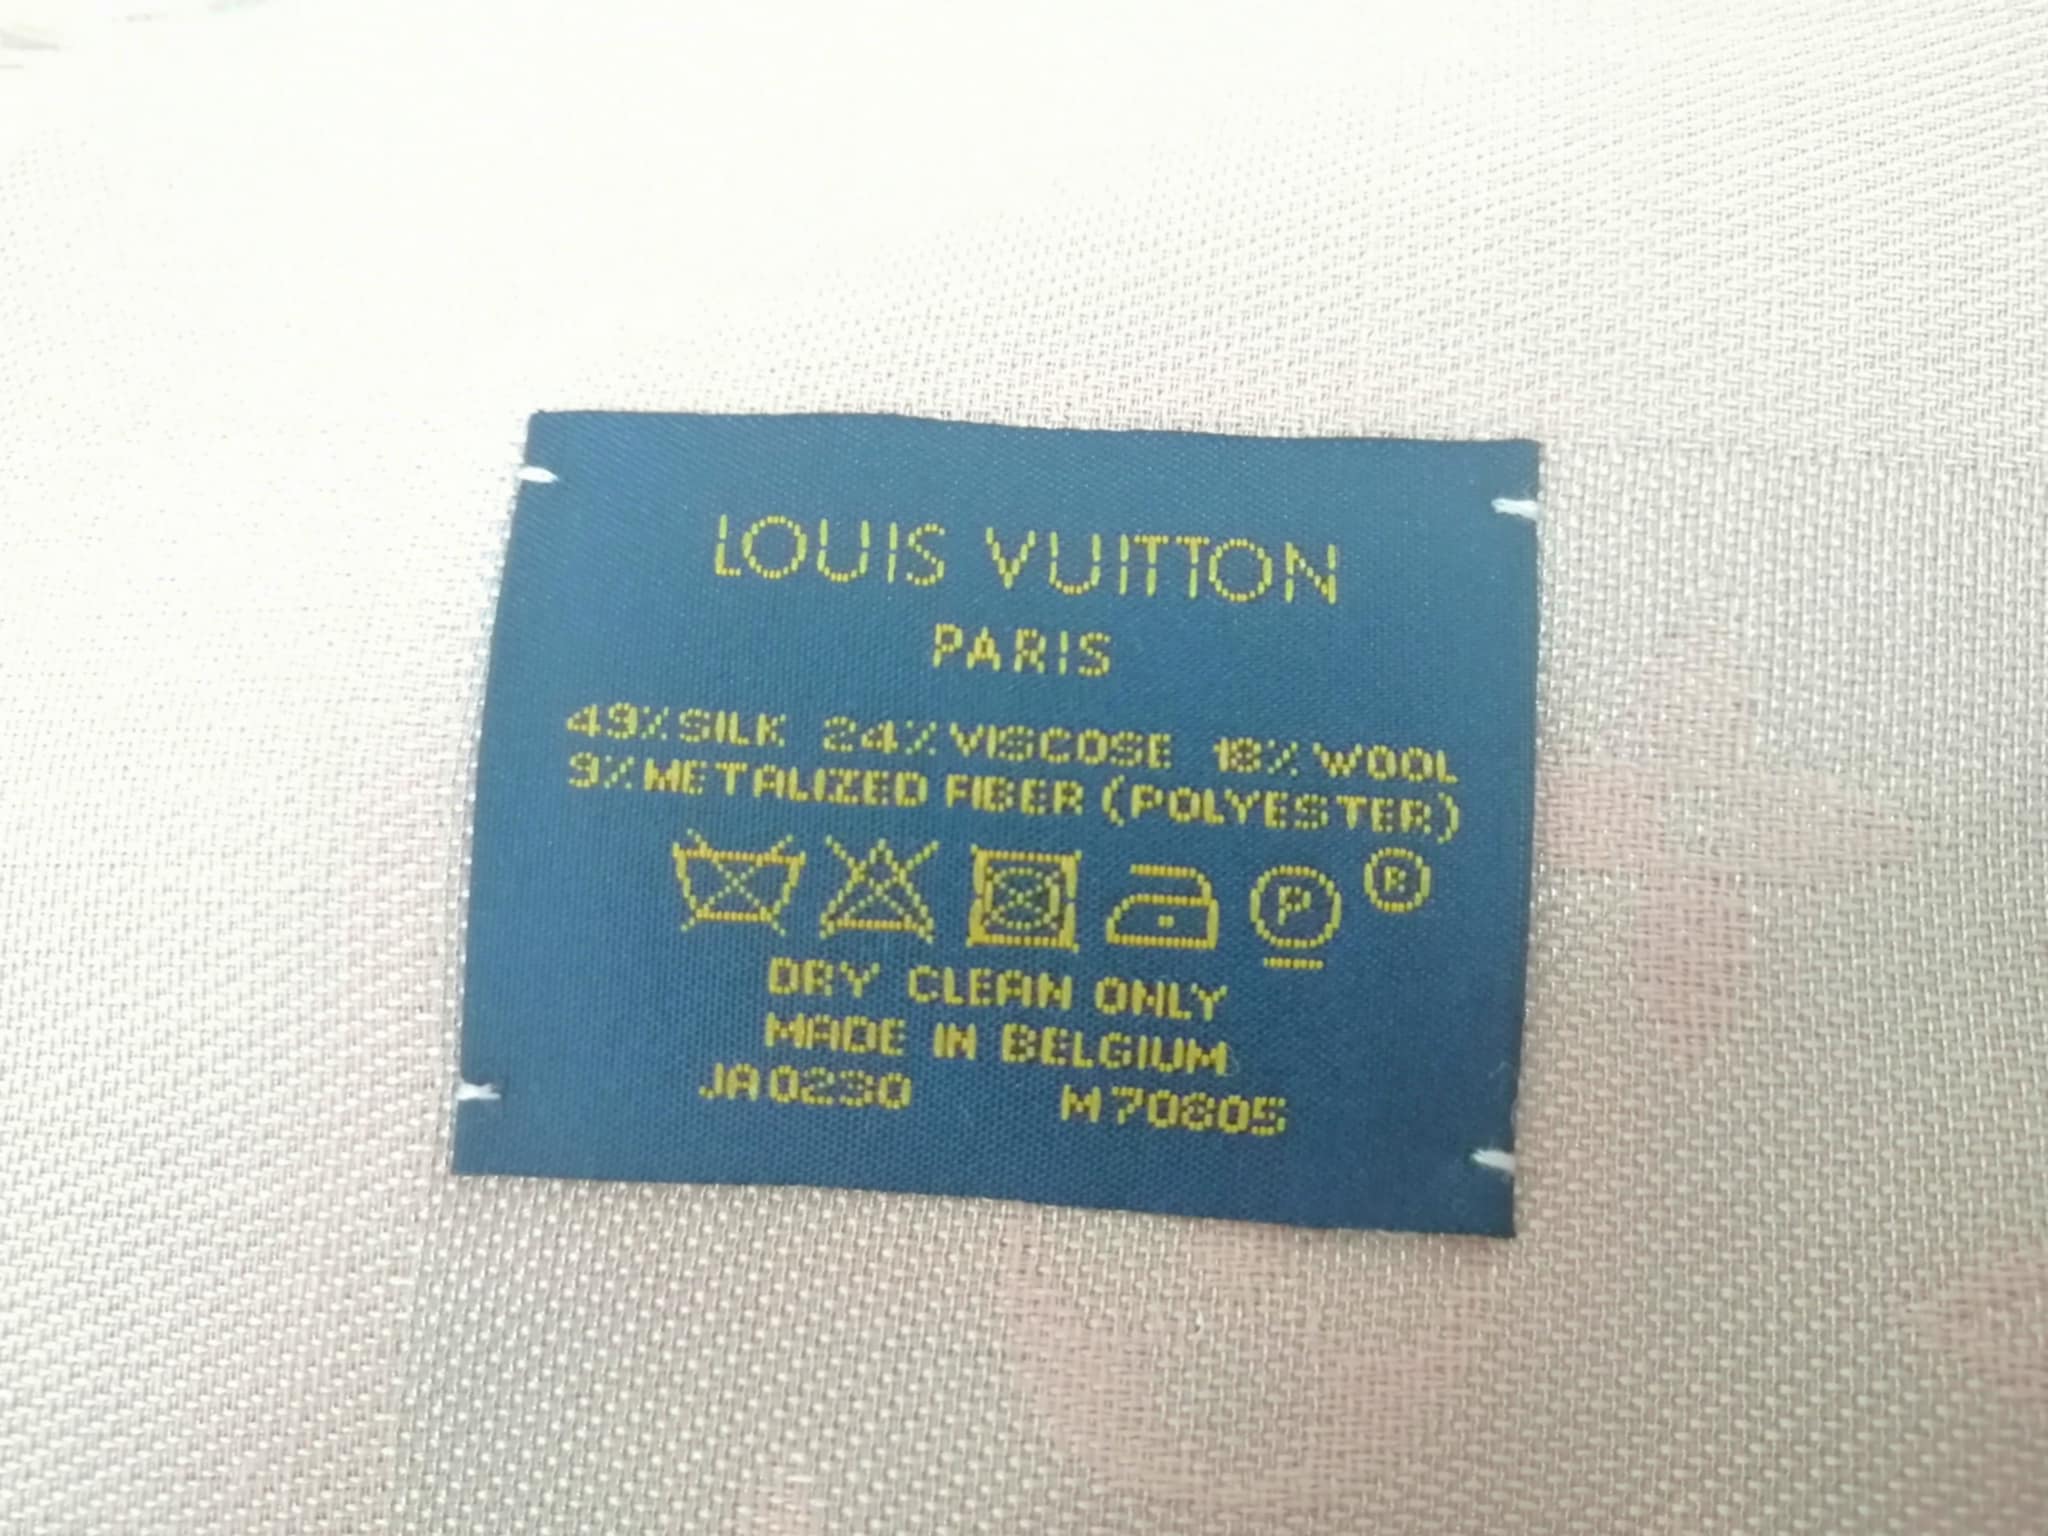 LOUIS VUITTON
PARIS
49% SILK 24% VISCOSE 18% WOOL
9% METALIZED FIBER (POLYESTER)
P ®
DRY CLEAN ONLY
MADE IN BELGIUM
JA0230 M70805